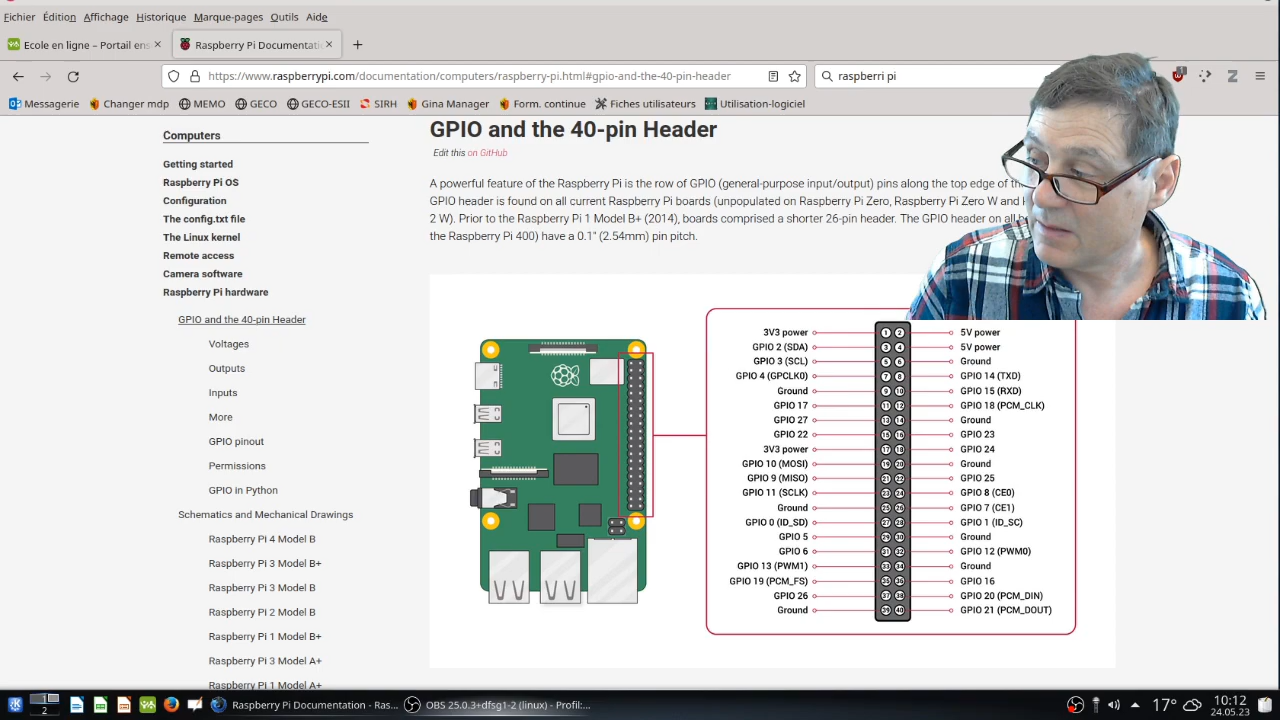 Fichier Édition Affichage Historique Marque-pages Outils Aide
Ecole en ligne – Portail ens
Raspberry Pi Documentation
https://www.raspberrypi.com/documentation/computers/raspberry-pi.html#gpio-and-the-40-pin-header
raspberri pi
1
Messagerie Changer mdp MEMO GECO GECO-ESII SIRH Gina Manager Form. continue Fiches utilisateurs Utilisation-logiciel
Computers
Getting started
Raspberry Pi OS
Configuration
The config.txt file
The Linux kernel
Remote access
Camera software
Raspberry Pi hardware
GPIO and the 40-pin Header
Voltages
Outputs
Inputs
More
GPIO pinout
Permissions
GPIO in Python
Schematics and Mechanical Drawings
Raspberry Pi 4 Model B
Raspberry Pi 3 Model B+
Raspberry Pi 3 Model B
Raspberry Pi 2 Model B
Raspberry Pi 1 Model B+
Raspberry Pi 3 Model A+
Raspberry Pi 1 Model A+
GPIO and the 40-pin Header
Edit this on GitHub
A powerful feature of the Raspberry Pi is the row of GPIO (general-purpose input/output) pins along the top edge of the
GPIO header is found on all current Raspberry Pi boards (unpopulated on Raspberry Pi Zero, Raspberry Pi Zero W and
2 W). Prior to the Raspberry Pi 1 Model B+ (2014), boards comprised a shorter 26-pin header. The GPIO header on all
the Raspberry Pi 400) have a 0.1" (2.54mm) pin pitch.
3V3 power 1 2 5V power
GPIO 2 (SDA) 3 4 5V power
GPIO 3 (SCL) 5 6 Ground
GPIO 4 (GPCLK0) 7 8 GPIO 14 (TXD)
Ground 9 10 GPIO 15 (RXD)
GPIO 17 11 12 GPIO 18 (PCM_CLK)
GPIO 27 13 14 Ground
GPIO 22 15 16 GPIO 23
3V3 power 17 18 GPIO 24
GPIO 10 (MOSI) 19 20 Ground
GPIO 9 (MISO) 21 22 GPIO 25
GPIO 11 (SCLK) 23 24 GPIO 8 (CE0)
Ground 25 26 GPIO 7 (CE1)
GPIO 0 (ID_SD) 27 28 GPIO 1 (ID_SC)
GPIO 5 29 30 Ground
GPIO 6 31 32 GPIO 12 (PWM0)
GPIO 13 (PWM1) 33 34 Ground
GPIO 19 (PCM_FS) 35 36 GPIO 16
GPIO 26 37 38 GPIO 20 (PCM_DIN)
Ground 39 40 GPIO 21 (PCM_DOUT)
1
2
Raspberry Pi Documentation - Ras...
OBS 25.0.3+dfsg1-2 (linux) - Profil:...
17°
10:12
24.05.23